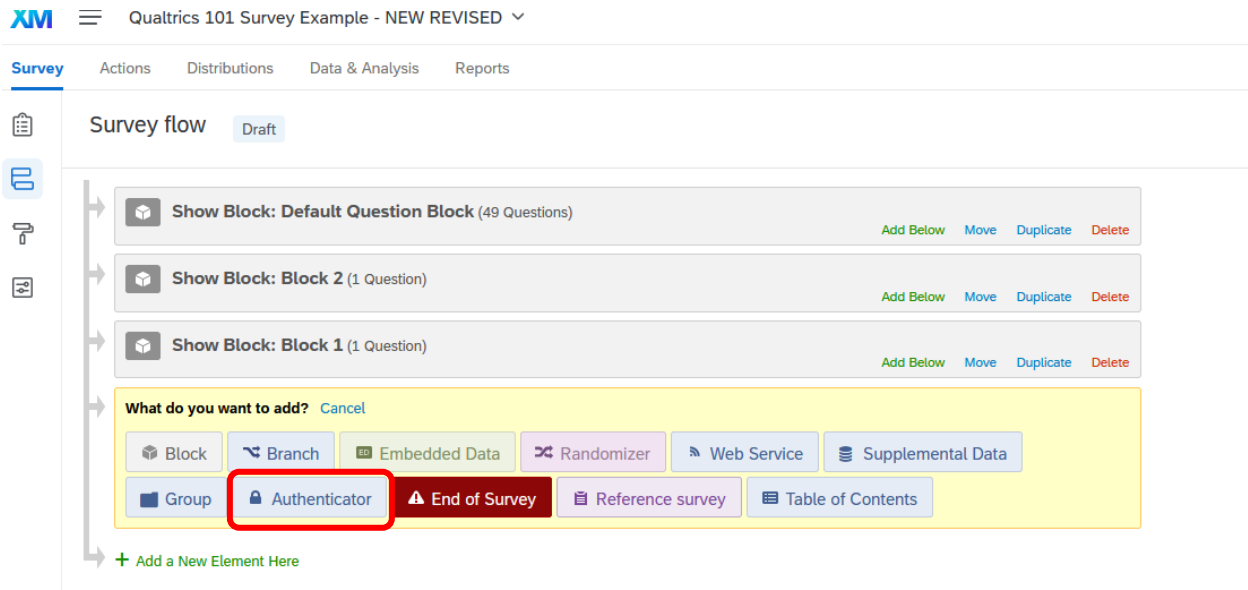 XM Qualtrics 101 Survey Example - NEW REVISED
Survey Actions Distributions Data & Analysis Reports
Survey flow Draft
Show Block: Default Question Block (49 Questions)
Add Below Move Duplicate Delete
Show Block: Block 2 (1 Question)
Add Below Move Duplicate Delete
Show Block: Block 1 (1 Question)
Add Below Move Duplicate Delete
What do you want to add? Cancel
Block Branch ED Embedded Data Randomizer Web Service Supplemental Data
Group Authenticator End of Survey Reference survey Table of Contents
+ Add a New Element Here